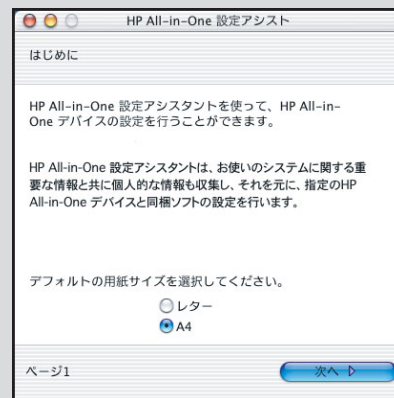 HP All-in-One 設定アシスト
はじめに
HP All-in-One 設定アシスタントを使って、HP All-in-
One デバイスの設定を行うことができます。
HP All-in-One 設定アシスタントは、お使いのシステムに関する重
要な情報と共に個人的な情報も収集し、それを元に、指定のHP
All-in-One デバイスと同梱ソフトの設定を行います。
デフォルトの用紙サイズを選択してください。
レター
A4
ページ1
次へ